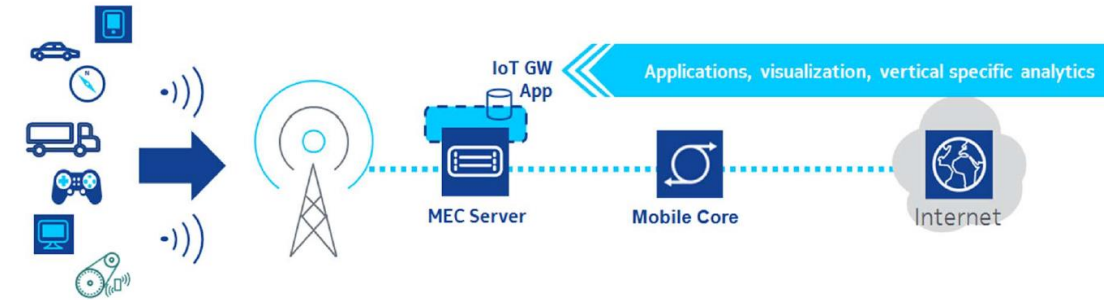 IoT GW
App
Applications, visualization, vertical specific analytics
N
MEC Server
Mobile Core
Internet